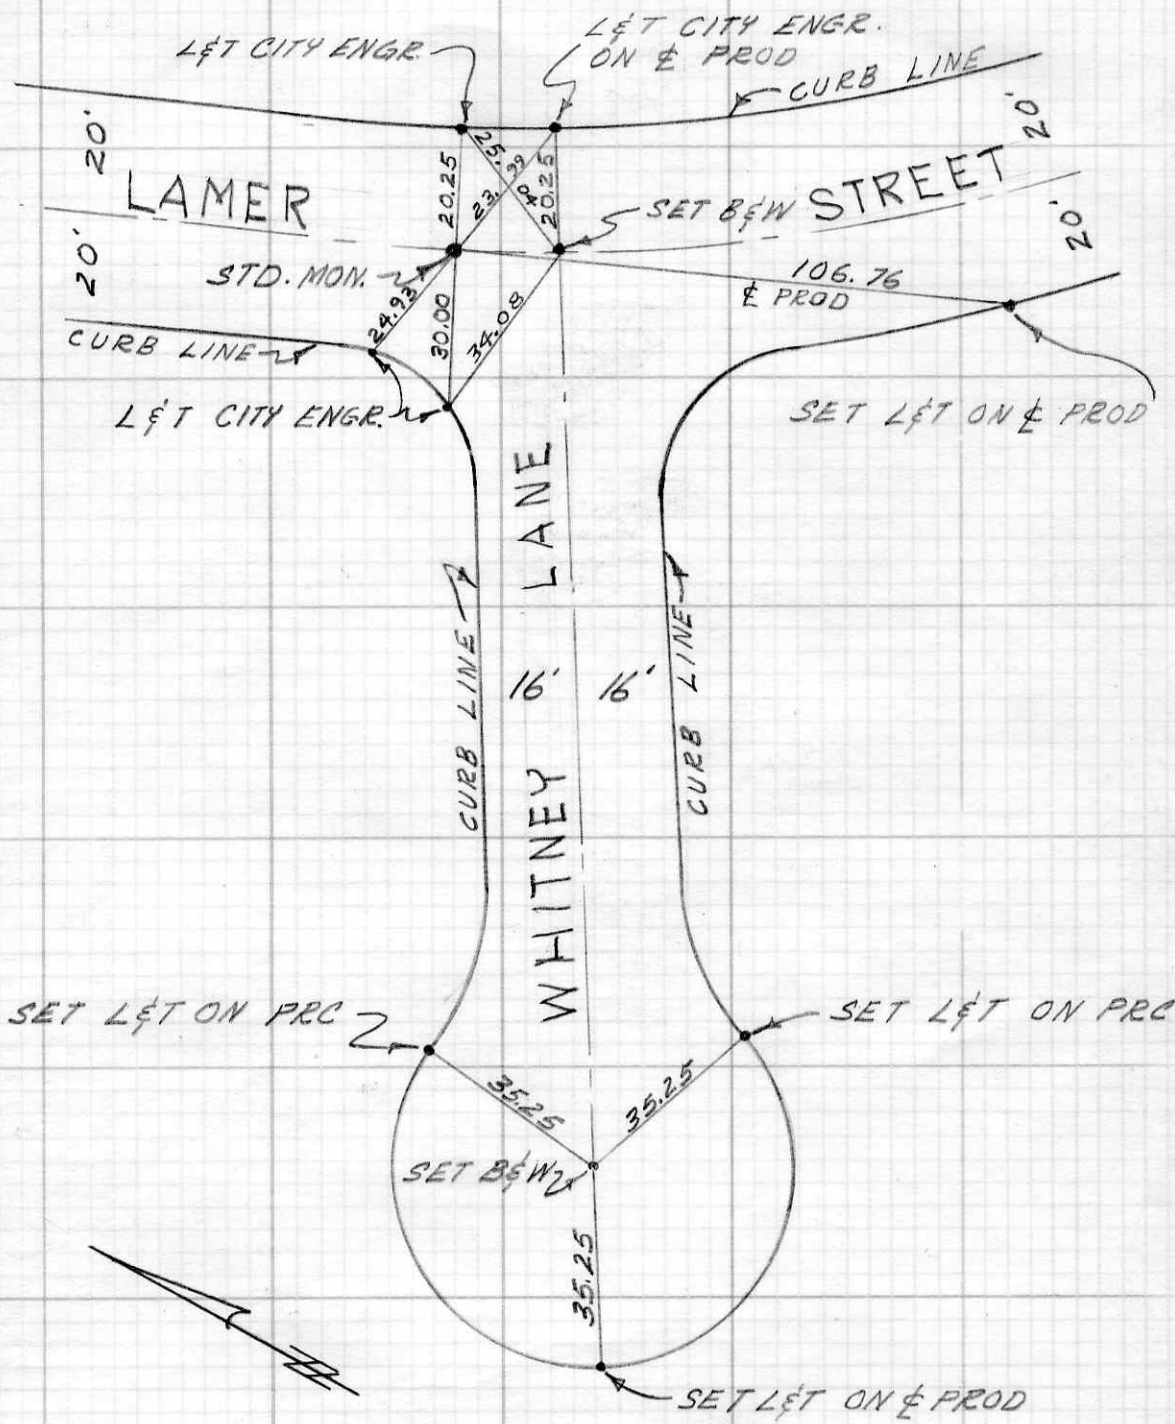 L&T CITY ENGR.
L&T CITY ENGR.
ON ℄ PROD
CURB LINE
20'
20'
LAMER
STREET
20.25
25.04
23.99
20.25
SET B&W
20'
20'
STD. MON.
106.76
℄ PROD
24.93
30.00
34.08
CURB LINE
L&T CITY ENGR.
SET L&T ON ℄ PROD
WHITNEY LANE
CURB LINE
16'
16'
CURB LINE
SET L&T ON PRC
SET L&T ON PRC
35.25
35.25
SET B&W
35.25
SET L&T ON ℄ PROD